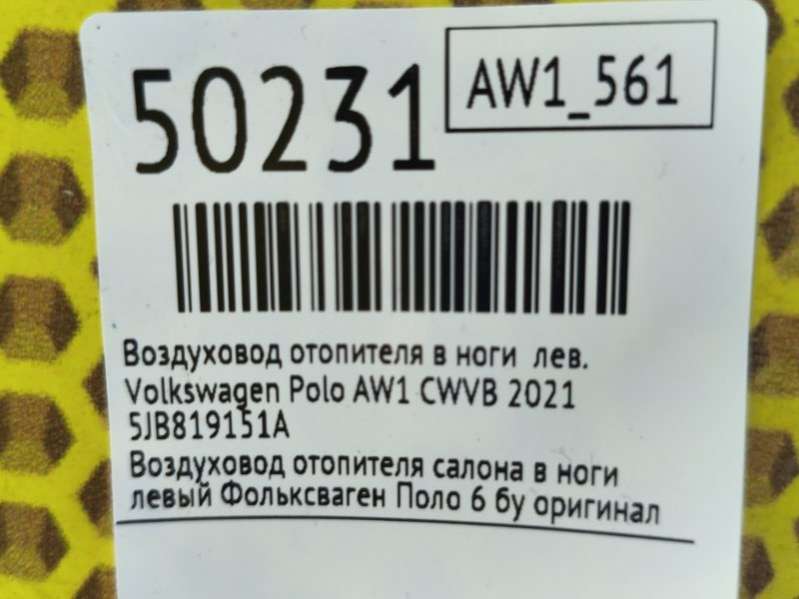 50231
AW1_561
Воздуховод отопителя в ноги лев.
Volkswagen Polo AW1 CWVB 2021
5JB819151A
Воздуховод отопителя салона в ноги
левый Фольксваген Поло 6 бу оригинал